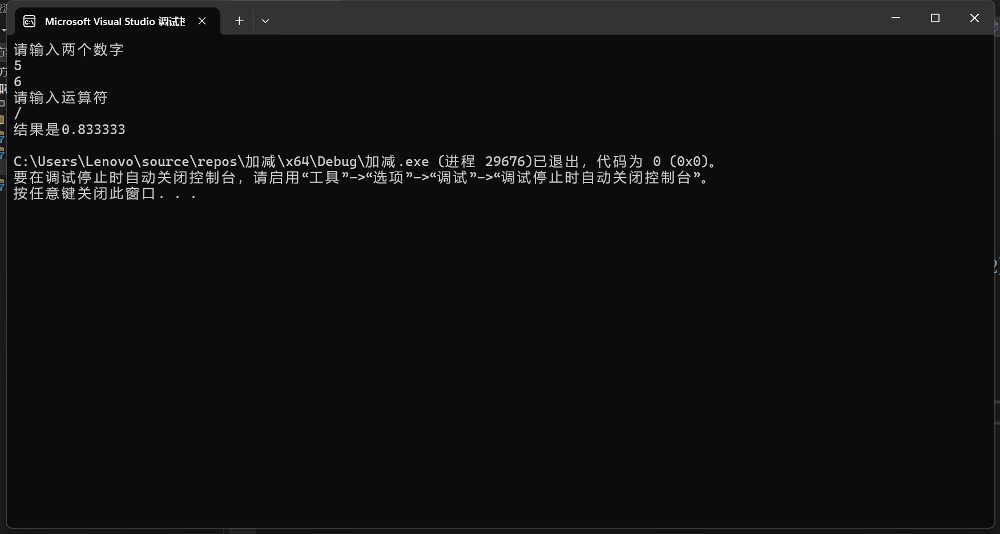 Microsoft Visual Studio 调试
请输入两个数字
5
6
请输入运算符
/
结果是0.833333
C:\Users\Lenovo\source\repos\加减\x64\Debug\加减.exe (进程 29676)已退出，代码为 0 (0x0)。
要在调试停止时自动关闭控制台，请启用“工具”->“选项”->“调试”->“调试停止时自动关闭控制台”。
按任意键关闭此窗口. . .